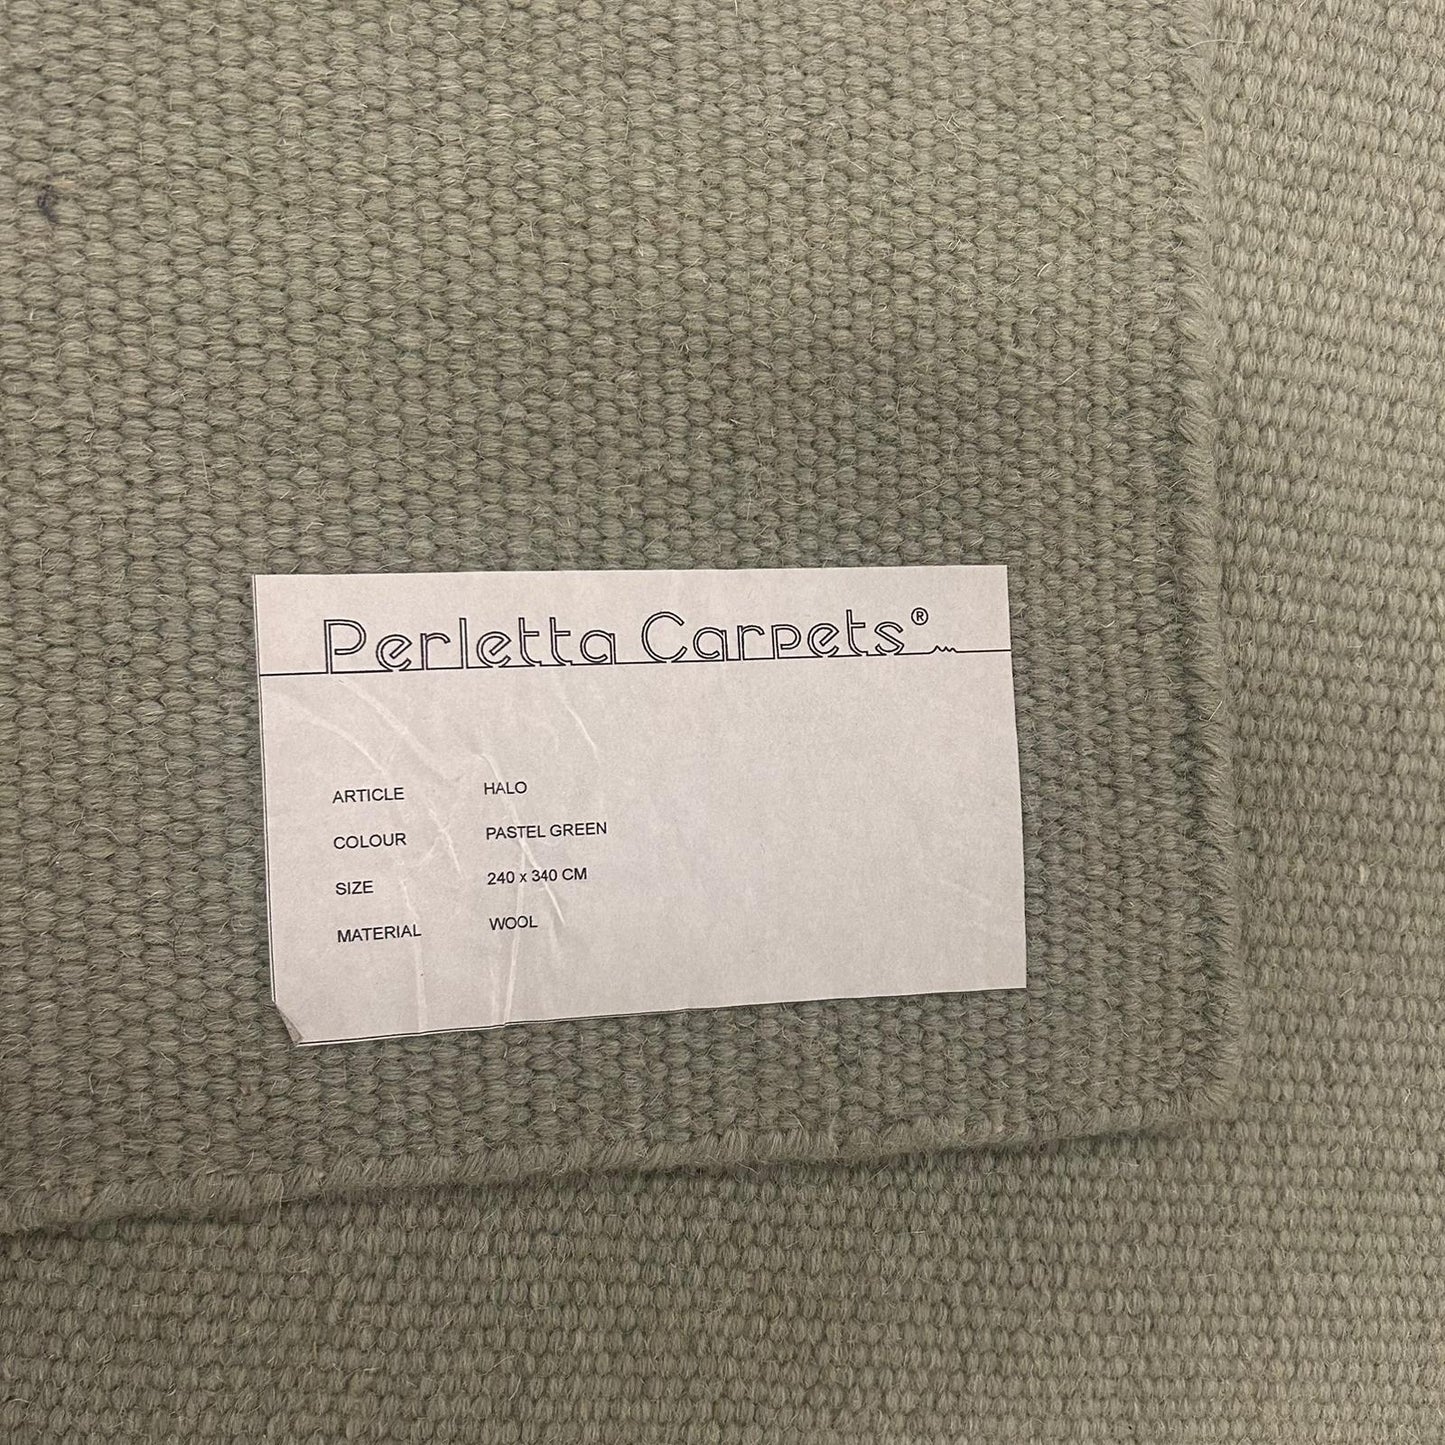 Perletta Carpets®
ARTICLE HALO
COLOUR PASTEL GREEN
SIZE 240 x 340 CM
MATERIAL WOOL